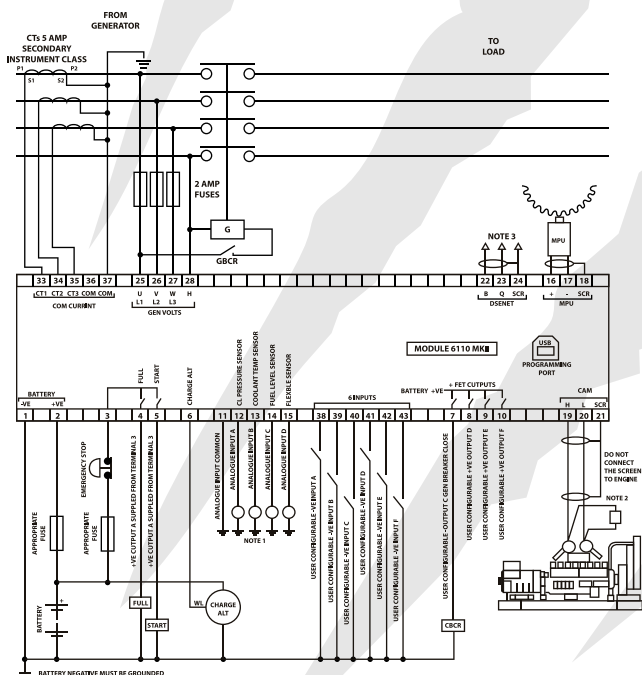 FROM
GENERATOR
CTs 5 AMP
SECONDARY
INSTRUMENT CLASS
P1
P2
S1
S2
TO
LOAD
2 AMP
FUSES
G
GBCR
NOTE 3
MPU
33 34 35 36 37
CT1 CT2 CT3 COM COM
COM CURRINT
25 26 27 28
U V W H
L1 L2 L3
GEN VOLTS
22 23 24
B Q SCR
DSENET
16 17 18
+ - SCR
MPU
MODULE 6110 MKII
USB
PROGRAMMING
PORT
FULL
START
CHARGE ALT
CL PRESSURE SENSOR
COOLANT TEMP SENSOR
FUEL LEVEL SENSOR
FLEXIBLE SENSOR
BATTERY
-VE +VE
6 INPUTS
BATTERY +VE
+ FET CUTPUTS
CAM
H L SCR
1 2 3 4 5 6 11 12 13 14 15 38 39 40 41 42 43 7 8 9 10 19 20 21
EMERGENCY STOP
APPROPRIATE
FUSE
APPROPRIATE
FUSE
+VE CUTPUT A SUPPLED FROM TERMINAL 3
+VE CUTPUT A SUPPLED FROM TERMINAL 3
ANALOGUE INPUT COMMON
ANALOGUE INPUT A
ANALOGUE INPUT B
ANALOGUE INPUT C
ANALOGUE INPUT D
NOTE 1
USER CONFIGURABLE -VE INPUT A
USER CONFIGURABLE -VE INPUT B
USER CONFIGURABLE -VE INPUT C
USER CONFIGURABLE -VE INPUT D
USER CONFIGURABLE -VE INPUT E
USER CONFIGURABLE -VE INPUT F
USER CONFIGURABLE-OUTPUT C GEN BREAKER CLOSE
USER CONFIGURABLE +VE OUTPUT D
USER CONFIGURABLE +VE OUTPUT E
USER CONFIGURABLE +VE OUTPUT F
DO NOT
CONNECT
THE SCREEN
TO ENGINE
NOTE 2
BATTERY
+
FULL
START
WL
CHARGE
ALT
CBCR
BATTERY NEGATIVE MUST BE GROUNDED